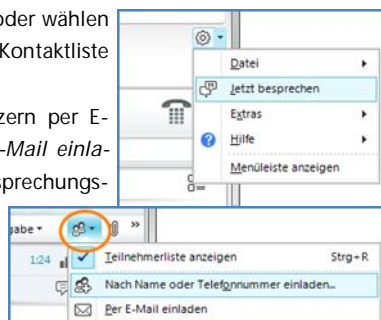 oder wählen
Kontaktliste
Datei
Jetzt besprechen
Extras
Hilfe
Menüleiste anzeigen
zern per E-
-Mail einla-
sprechungs-
gabe
1:24
Teilnehmerliste anzeigen Strg+R
Nach Name oder Telefonnummer einladen...
Per E-Mail einladen